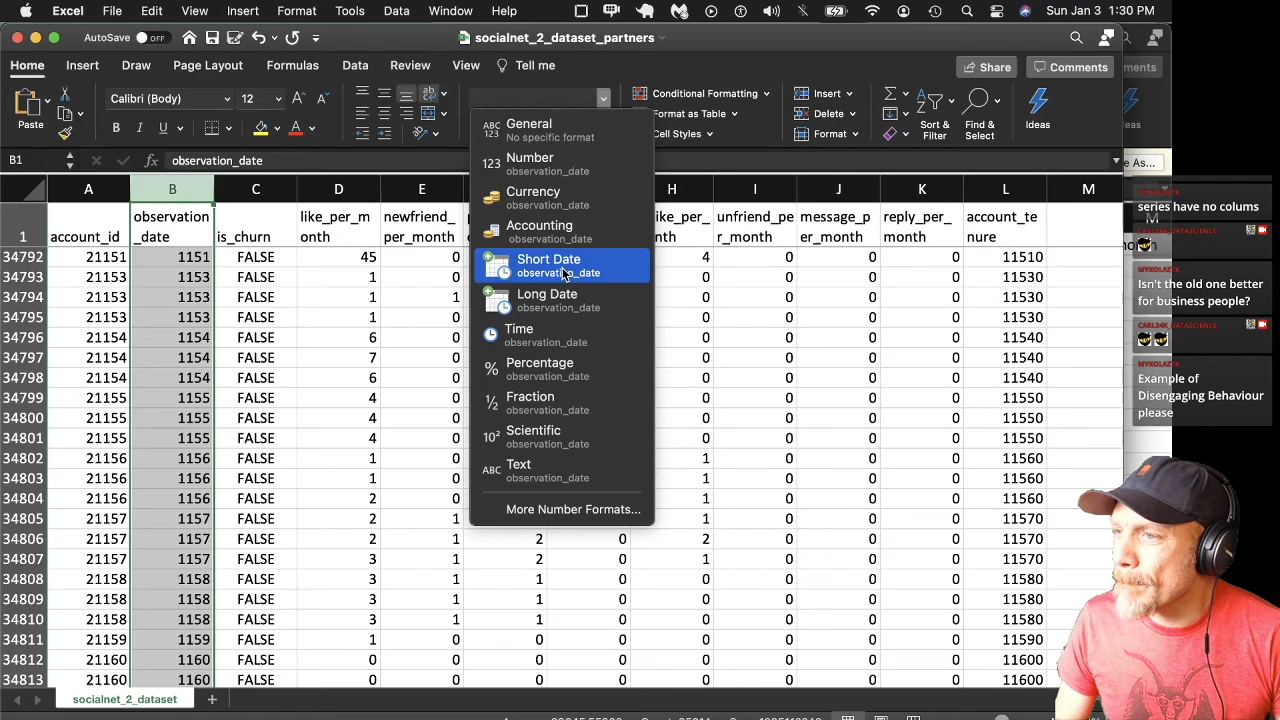 Excel File Edit View Insert Format Tools Data Window Help Sun Jan 3 1:30 PM
AutoSave OFF socialnet_2_dataset_partners
Home Insert Draw Page Layout Formulas Data Review View Tell me Share Comments ments
Paste Calibri (Body) 12 Conditional Formatting Insert Sort & Filter Find & Select Ideas eas
B I U Format as Table Delete
Cell Styles Format
B1 fx observation_date e As...
A B C D E H I J K L M
1 account_id observation_date is_churn like_per_month newfriend_per_month ike_per_nth unfriend_per_month message_per_month reply_per_month account_tenure
34792 21151 1151 FALSE 45 0 4 0 0 0 11510
34793 21153 1153 FALSE 1 0 0 0 0 0 11530
34794 21153 1153 FALSE 1 1 0 0 0 0 11530
34795 21153 1153 FALSE 1 0 0 0 0 0 11530
34796 21154 1154 FALSE 6 0 0 0 0 0 11540
34797 21154 1154 FALSE 7 0 0 0 0 0 11540
34798 21154 1154 FALSE 6 0 0 0 0 0 11540
34799 21155 1155 FALSE 4 0 0 0 0 0 11550
34800 21155 1155 FALSE 4 0 0 0 0 0 11550
34801 21155 1155 FALSE 4 0 0 0 0 0 11550
34802 21156 1156 FALSE 1 0 1 0 0 0 11560
34803 21156 1156 FALSE 1 0 1 0 0 0 11560
34804 21156 1156 FALSE 2 0 1 0 0 0 11560
34805 21157 1157 FALSE 2 1 1 0 0 0 11570
34806 21157 1157 FALSE 2 1 2 0 2 0 0 0 11570
34807 21157 1157 FALSE 3 1 2 0 1 0 0 0 11570
34808 21158 1158 FALSE 3 1 1 0 0 0 0 0 11580
34809 21158 1158 FALSE 3 1 1 0 0 0 0 0 11580
34810 21158 1158 FALSE 3 1 1 0 0 0 0 0 11580
34811 21159 1159 FALSE 1 0 0 0 0 0 0 0 11590
34812 21160 1160 FALSE 0 0 0 0 0 0 0 0 11600
34813 21160 1160 FALSE 0 0 0 0 0 0 0 0 11600
socialnet_2_dataset
ABC 123 General
No specific format
123 Number
observation_date
Currency
observation_date
Accounting
observation_date
Short Date
observation_date
Long Date
observation_date
Time
observation_date
% Percentage
observation_date
½ Fraction
observation_date
10² Scientific
observation_date
ABC Text
observation_date
More Number Formats...
series have no colums
CARL24K_DATASCIENCE
MYKOLAZYK
Isn't the old one better
for business people?
CARL24K_DATASCIENCE
MYKOLAZYK
Example of
Disengaging Behaviour
please